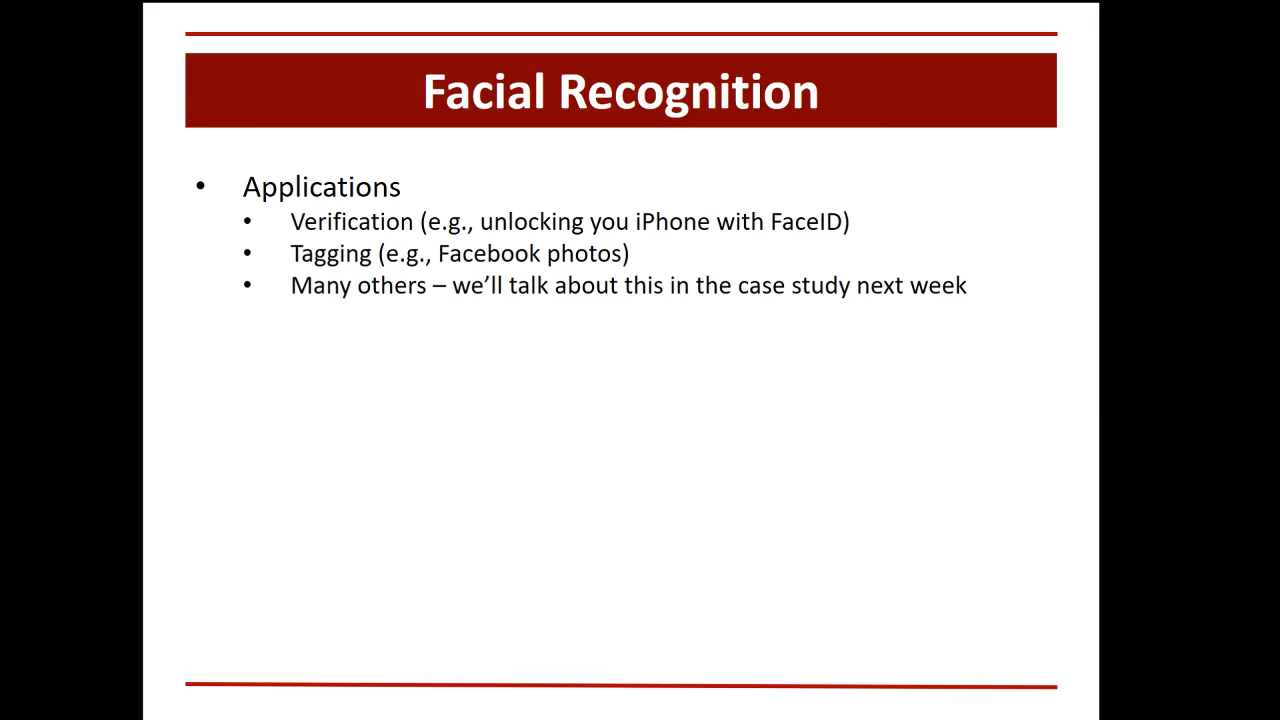 Facial Recognition
• Applications
• Verification (e.g., unlocking you iPhone with FaceID)
• Tagging (e.g., Facebook photos)
• Many others – we’ll talk about this in the case study next week